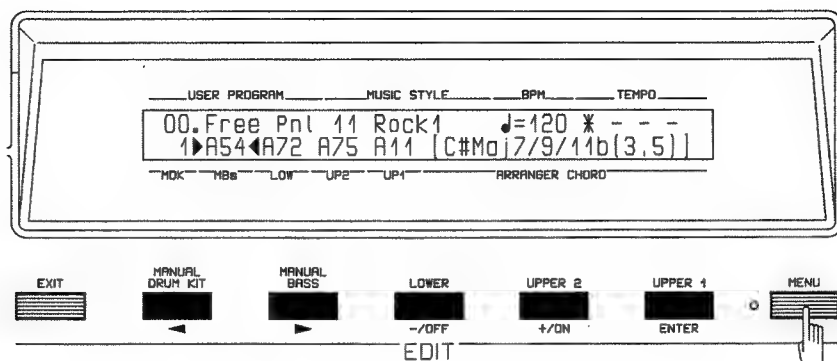 USER PROGRAM MUSIC STYLE BPM TEMPO
00.Free Pnl 11 Rock1 ♩=120 * - - -
1▶A54◀A72 A75 A11 [C#Maj7/9/11b(3,5)]
MDK MBs LOW UP2 UP1 ARRANGER CHORD
EXIT MANUAL DRUM KIT MANUAL BASS LOWER UPPER 2 UPPER 1 MENU
◀ ▶ -/OFF +/ON ENTER
EDIT